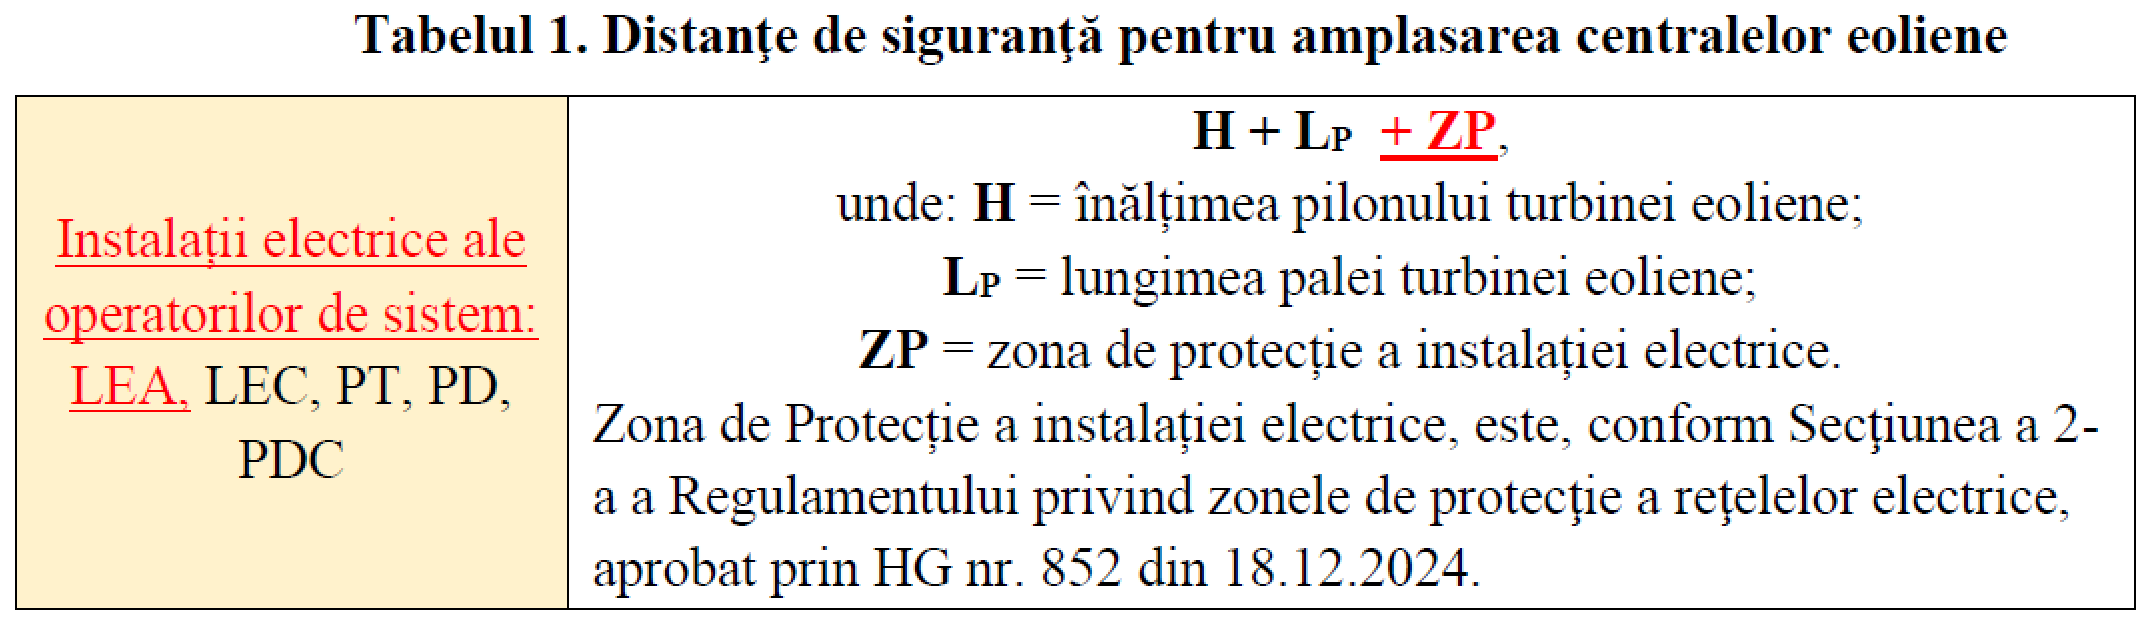 Tabelul 1. Distanţe de siguranţă pentru amplasarea centralelor eoliene
Instalații electrice ale
operatorilor de sistem:
LEA, LEC, PT, PD,
PDC
H + LP + ZP,
unde: H = înălțimea pilonului turbinei eoliene;
LP = lungimea palei turbinei eoliene;
ZP = zona de protecție a instalației electrice.
Zona de Protecție a instalației electrice, este, conform Secţiunea a 2-
a a Regulamentului privind zonele de protecţie a reţelelor electrice,
aprobat prin HG nr. 852 din 18.12.2024.